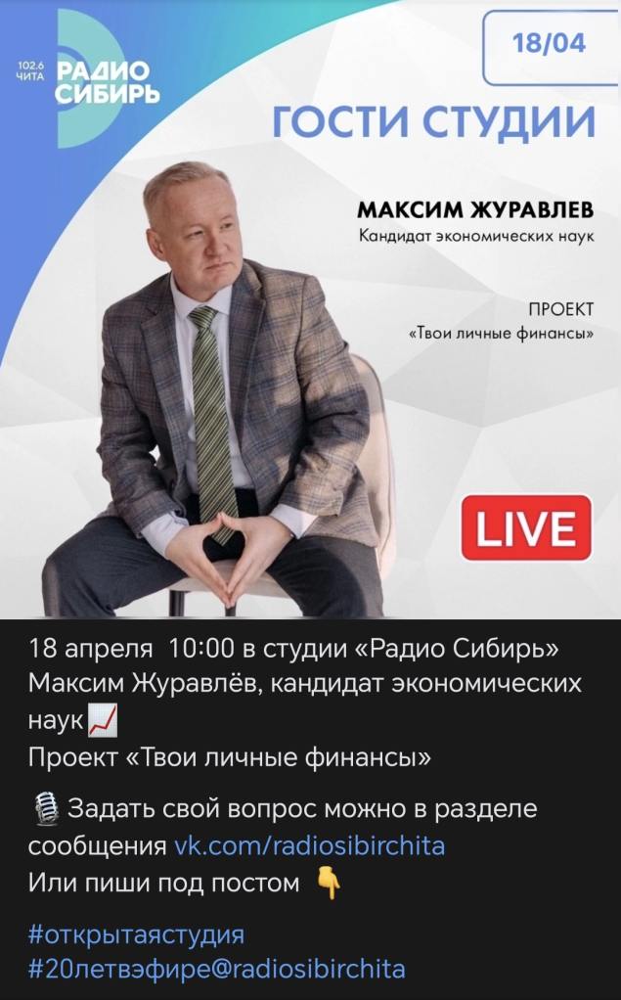 102.6
ЧИТА
РАДИО
СИБИРЬ
18/04
ГОСТИ СТУДИИ
МАКСИМ ЖУРАВЛЕВ
Кандидат экономических наук
ПРОЕКТ
«Твои личные финансы»
LIVE
18 апреля 10:00 в студии «Радио Сибирь»
Максим Журавлёв, кандидат экономических
наук📈
Проект «Твои личные финансы»
🎙Задать свой вопрос можно в разделе
сообщения vk.com/radiosibirchita
Или пиши под постом 👇
#открытаястудия
#20летвэфире@radiosibirchita